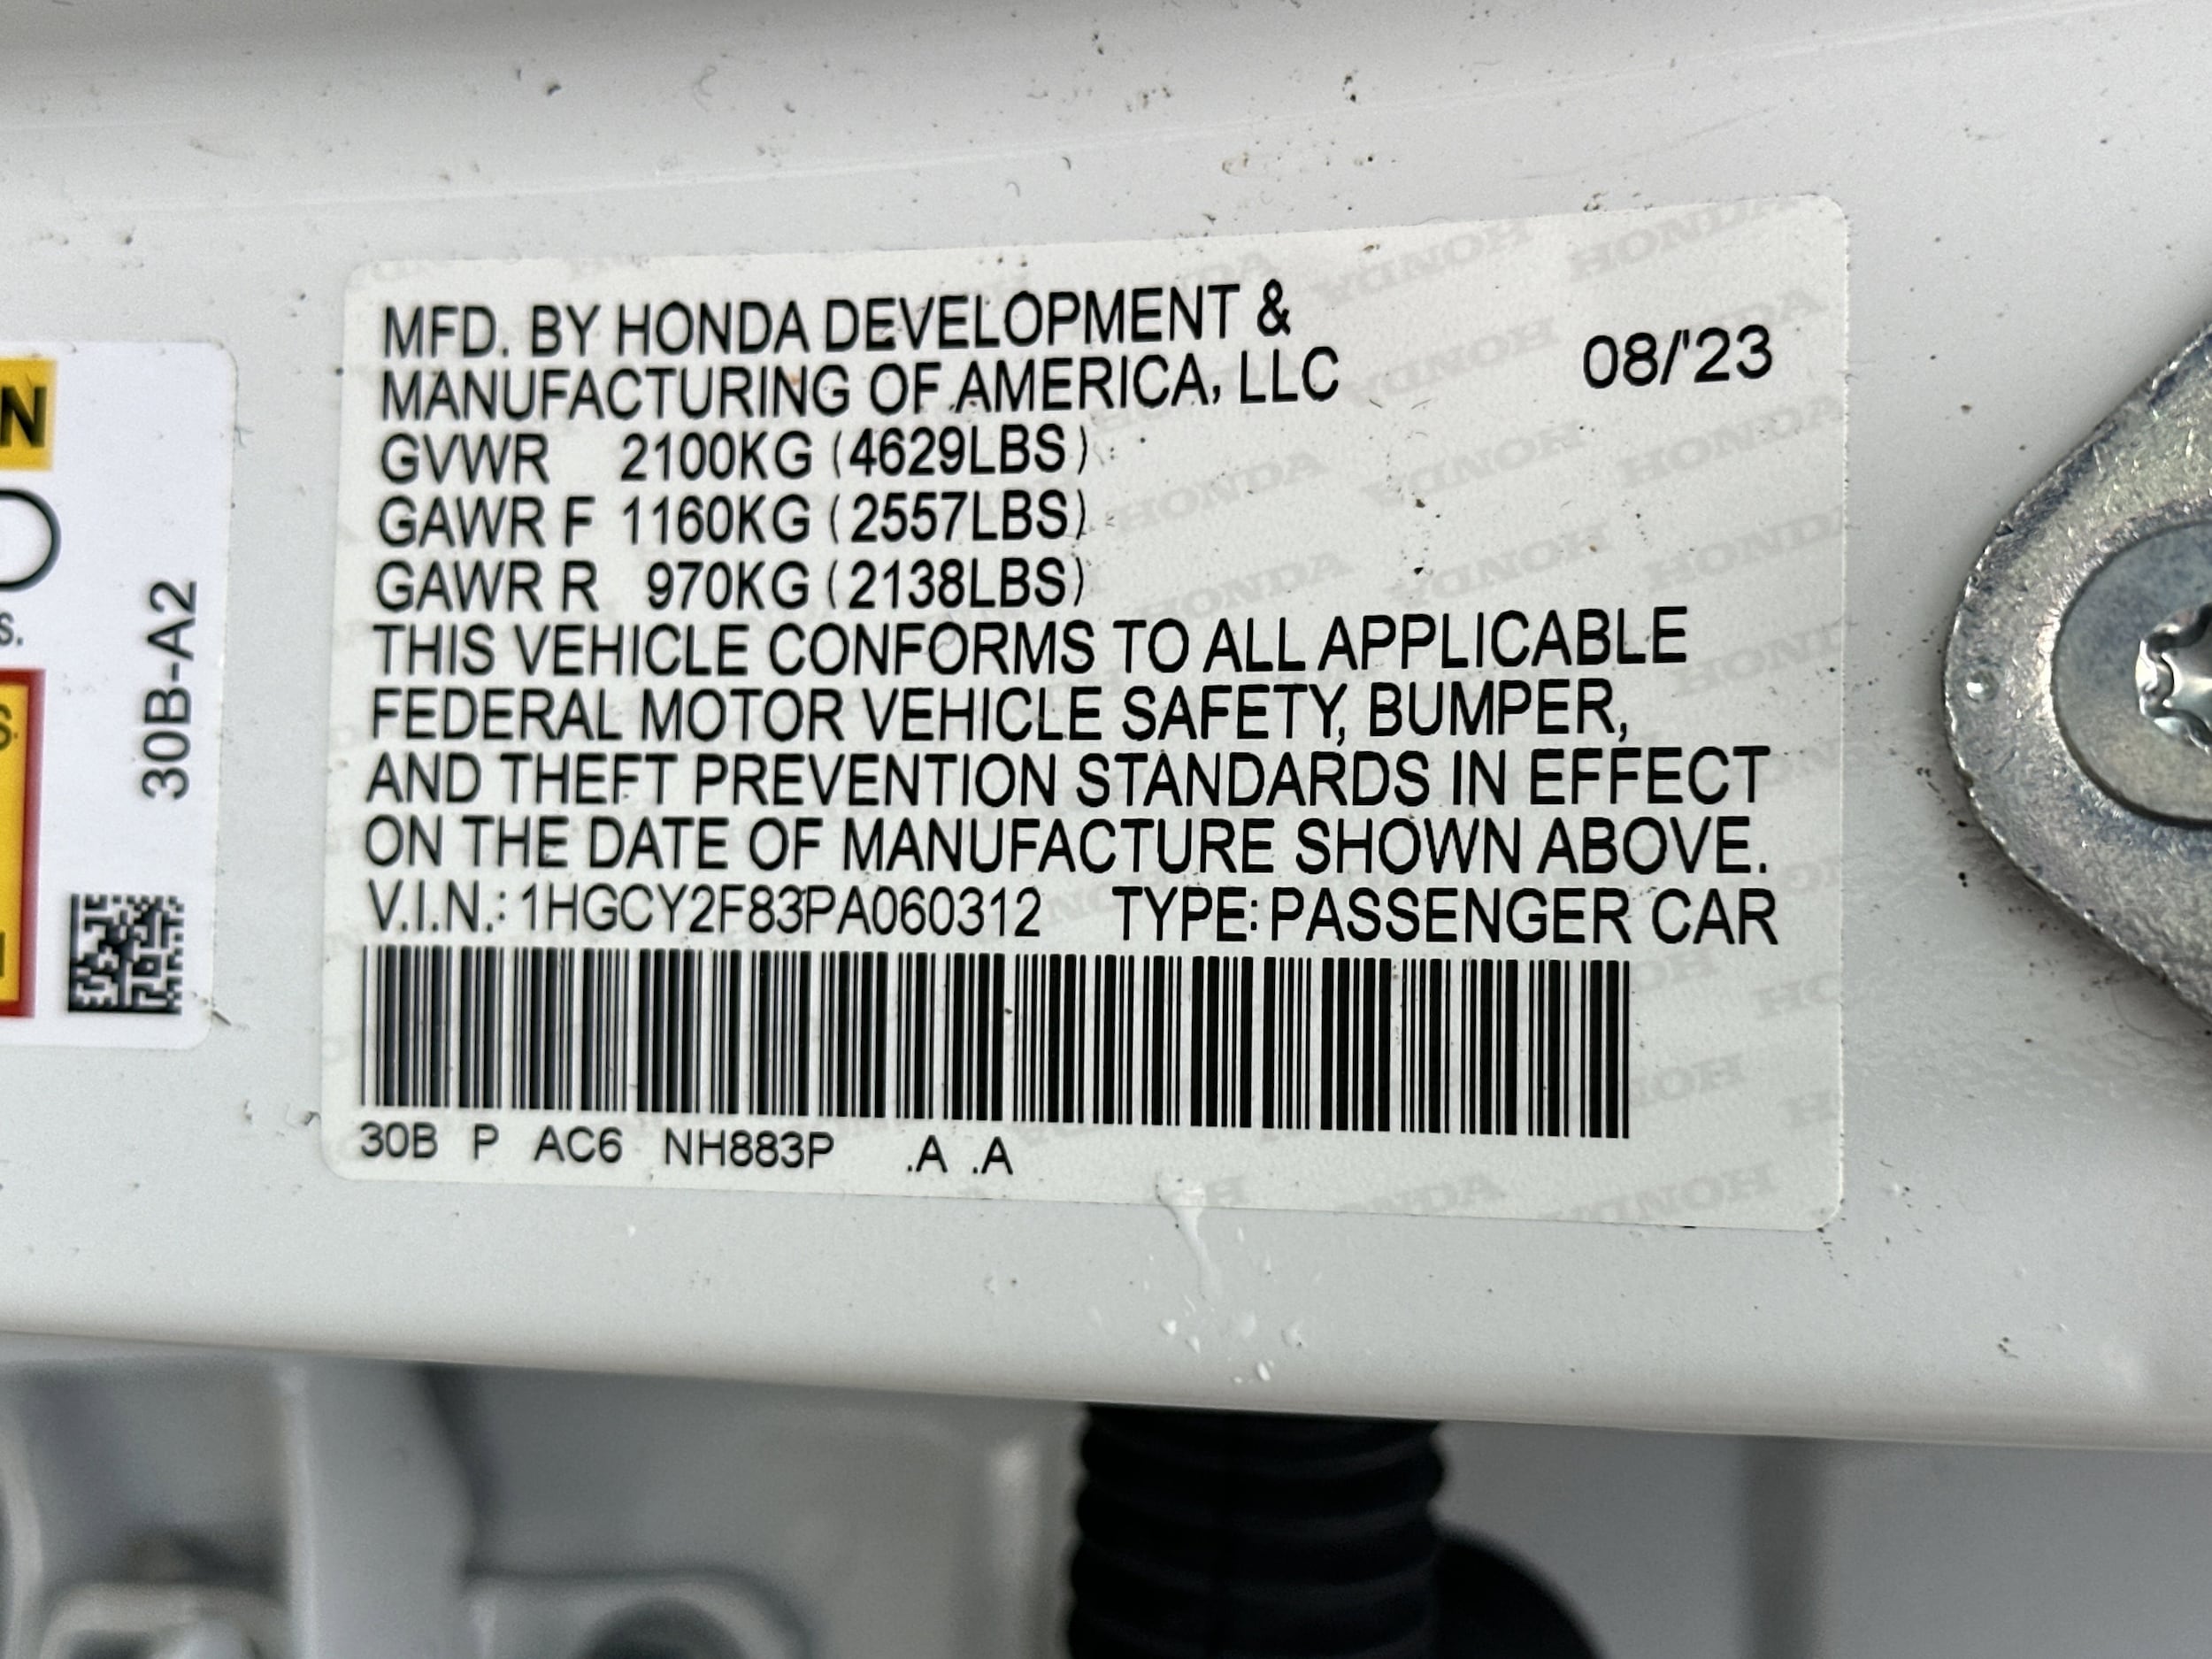 MFD. BY HONDA DEVELOPMENT &
MANUFACTURING OF AMERICA, LLC 08/'23
GVWR 2100KG (4629LBS)
GAWR F 1160KG (2557LBS)
GAWR R 970KG (2138LBS)
THIS VEHICLE CONFORMS TO ALL APPLICABLE
FEDERAL MOTOR VEHICLE SAFETY, BUMPER,
AND THEFT PREVENTION STANDARDS IN EFFECT
ON THE DATE OF MANUFACTURE SHOWN ABOVE.
V.I.N.: 1HGCY2F83PA060312 TYPE: PASSENGER CAR
30B P AC6 NH883P .A .A
30B-A2
HONDA